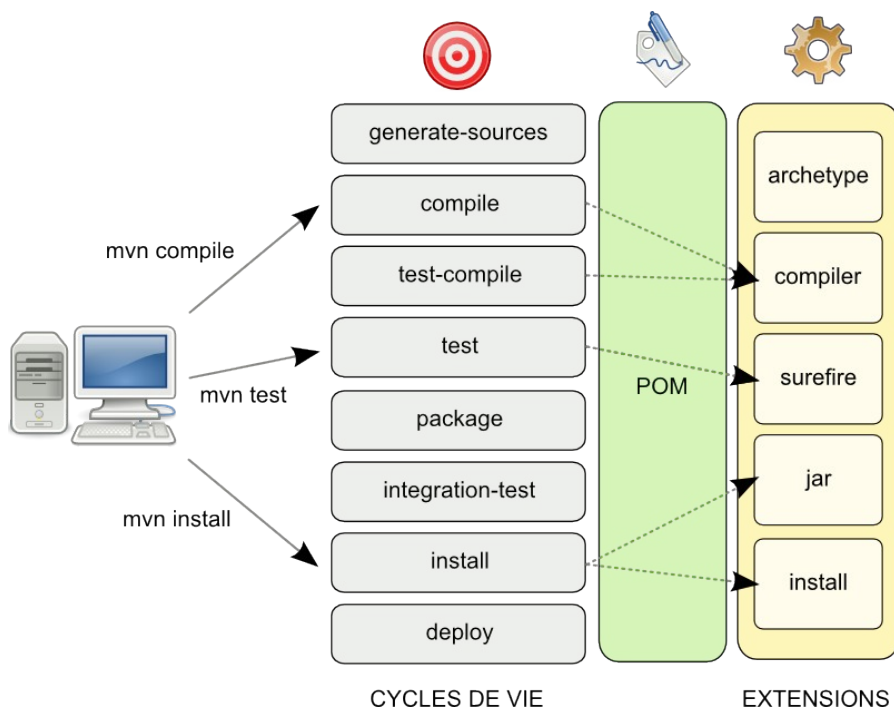 generate-sources
compile
test-compile
test
package
integration-test
install
deploy
mvn compile
mvn test
mvn install
POM
archetype
compiler
surefire
jar
install
CYCLES DE VIE
EXTENSIONS